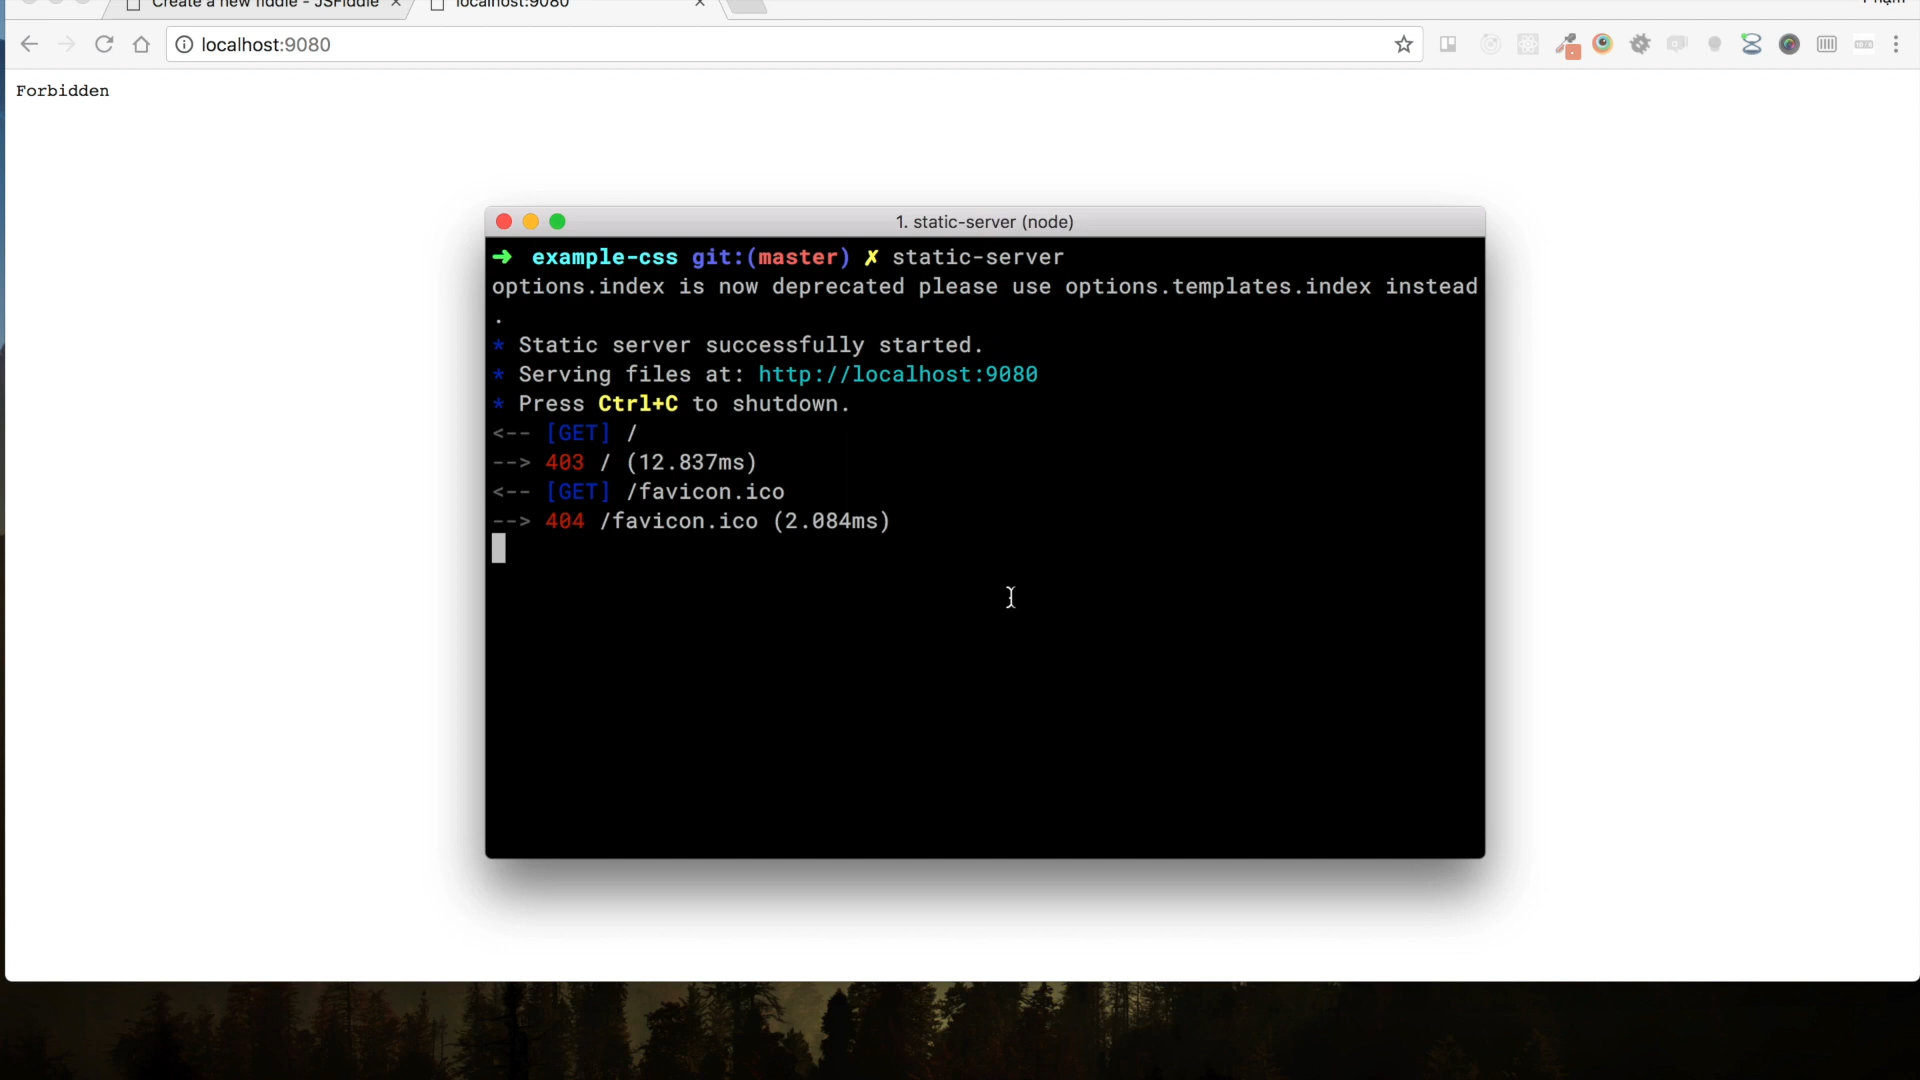 Create a new fiddle - JSFiddle
localhost:9080
localhost:9080
Forbidden
1. static-server (node)
➜ example-css git:(master) ✗ static-server
options.index is now deprecated please use options.templates.index instead
.
* Static server successfully started.
* Serving files at: http://localhost:9080
* Press Ctrl+C to shutdown.
<-- [GET] /
--> 403 / (12.837ms)
<-- [GET] /favicon.ico
--> 404 /favicon.ico (2.084ms)